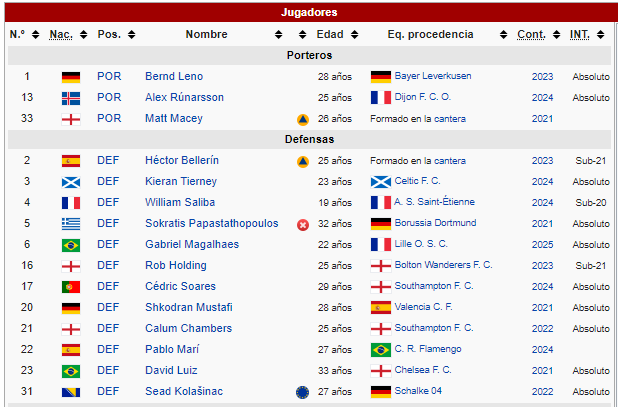 Jugadores
N.º Nac. Pos. Nombre Edad Eq. procedencia Cont. INT.
Porteros
1 POR Bernd Leno 28 años Bayer Leverkusen 2023 Absoluto
13 POR Alex Rúnarsson 25 años Dijon F. C. O. 2024 Absoluto
33 POR Matt Macey 26 años Formado en la cantera 2021
Defensas
2 DEF Héctor Bellerín 25 años Formado en la cantera 2023 Sub-21
3 DEF Kieran Tierney 23 años Celtic F. C. 2024 Absoluto
4 DEF William Saliba 19 años A. S. Saint-Étienne 2024 Sub-20
5 DEF Sokratis Papastathopoulos 32 años Borussia Dortmund 2021 Absoluto
6 DEF Gabriel Magalhaes 22 años Lille O. S. C. 2025 Absoluto
16 DEF Rob Holding 25 años Bolton Wanderers F. C. 2023 Sub-21
17 DEF Cédric Soares 29 años Southampton F. C. 2024 Absoluto
20 DEF Shkodran Mustafi 28 años Valencia C. F. 2021 Absoluto
21 DEF Calum Chambers 25 años Southampton F. C. 2022 Absoluto
22 DEF Pablo Marí 27 años C. R. Flamengo 2024
23 DEF David Luiz 33 años Chelsea F. C. 2021 Absoluto
31 DEF Sead Kolašinac 27 años Schalke 04 2022 Absoluto